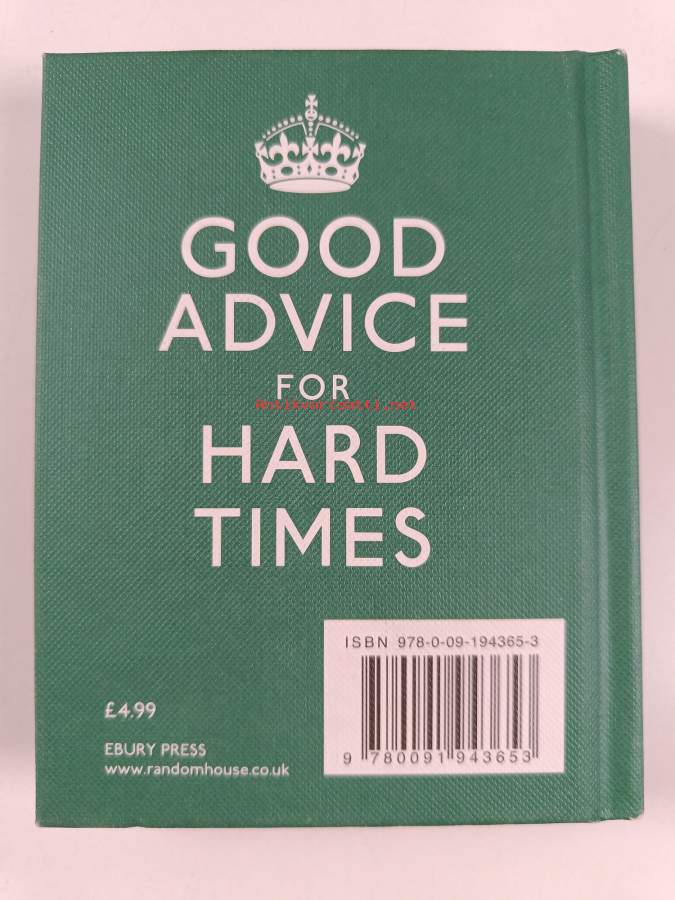 GOOD
ADVICE
FOR
Antikvariaatti.net
HARD
TIMES
ISBN 978-0-09-194365-3
9 780091 943653
£4.99
EBURY PRESS
www.randomhouse.co.uk